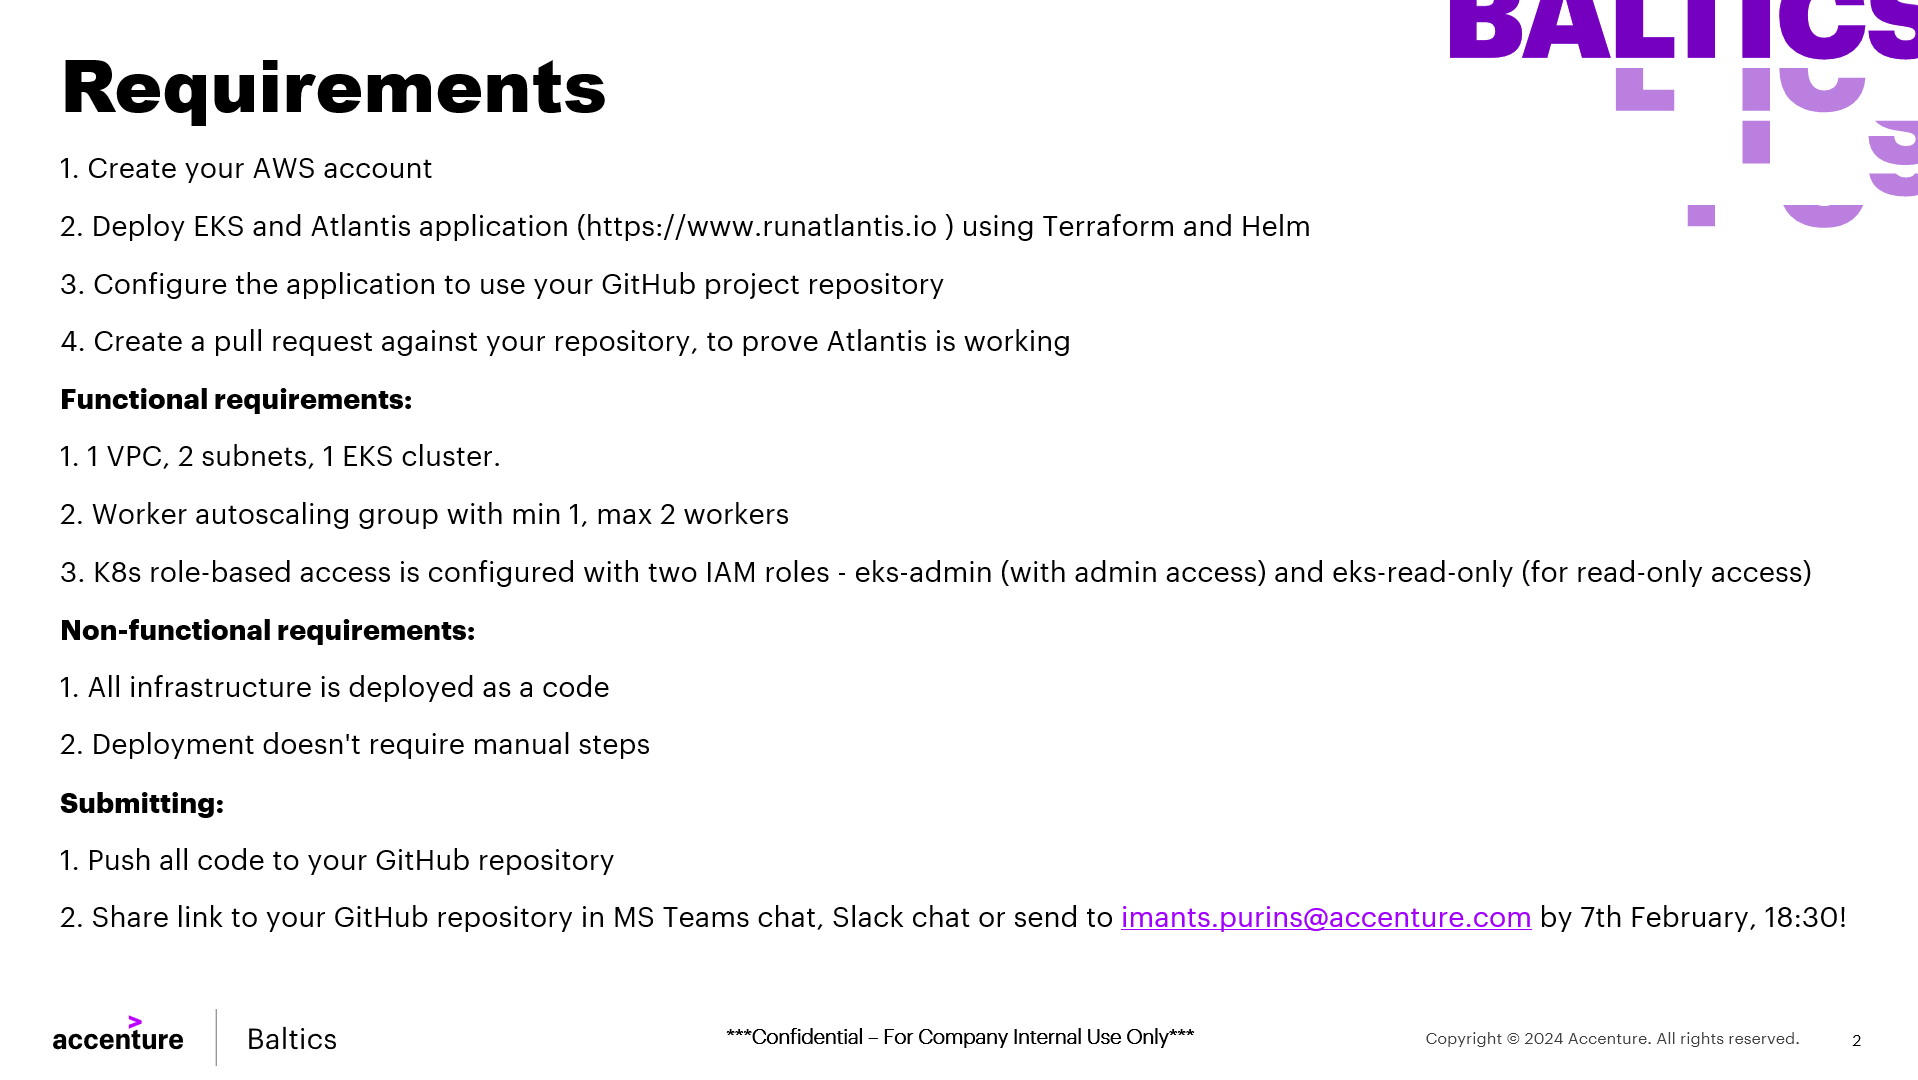 BALTICS
Requirements
1. Create your AWS account
2. Deploy EKS and Atlantis application (https://www.runatlantis.io ) using Terraform and Helm
3. Configure the application to use your GitHub project repository
4. Create a pull request against your repository, to prove Atlantis is working
Functional requirements:
1. 1 VPC, 2 subnets, 1 EKS cluster.
2. Worker autoscaling group with min 1, max 2 workers
3. K8s role-based access is configured with two IAM roles - eks-admin (with admin access) and eks-read-only (for read-only access)
Non-functional requirements:
1. All infrastructure is deployed as a code
2. Deployment doesn't require manual steps
Submitting:
1. Push all code to your GitHub repository
2. Share link to your GitHub repository in MS Teams chat, Slack chat or send to imants.purins@accenture.com by 7th February, 18:30!
accenture
Baltics
***Confidential – For Company Internal Use Only***
Copyright © 2024 Accenture. All rights reserved.
2